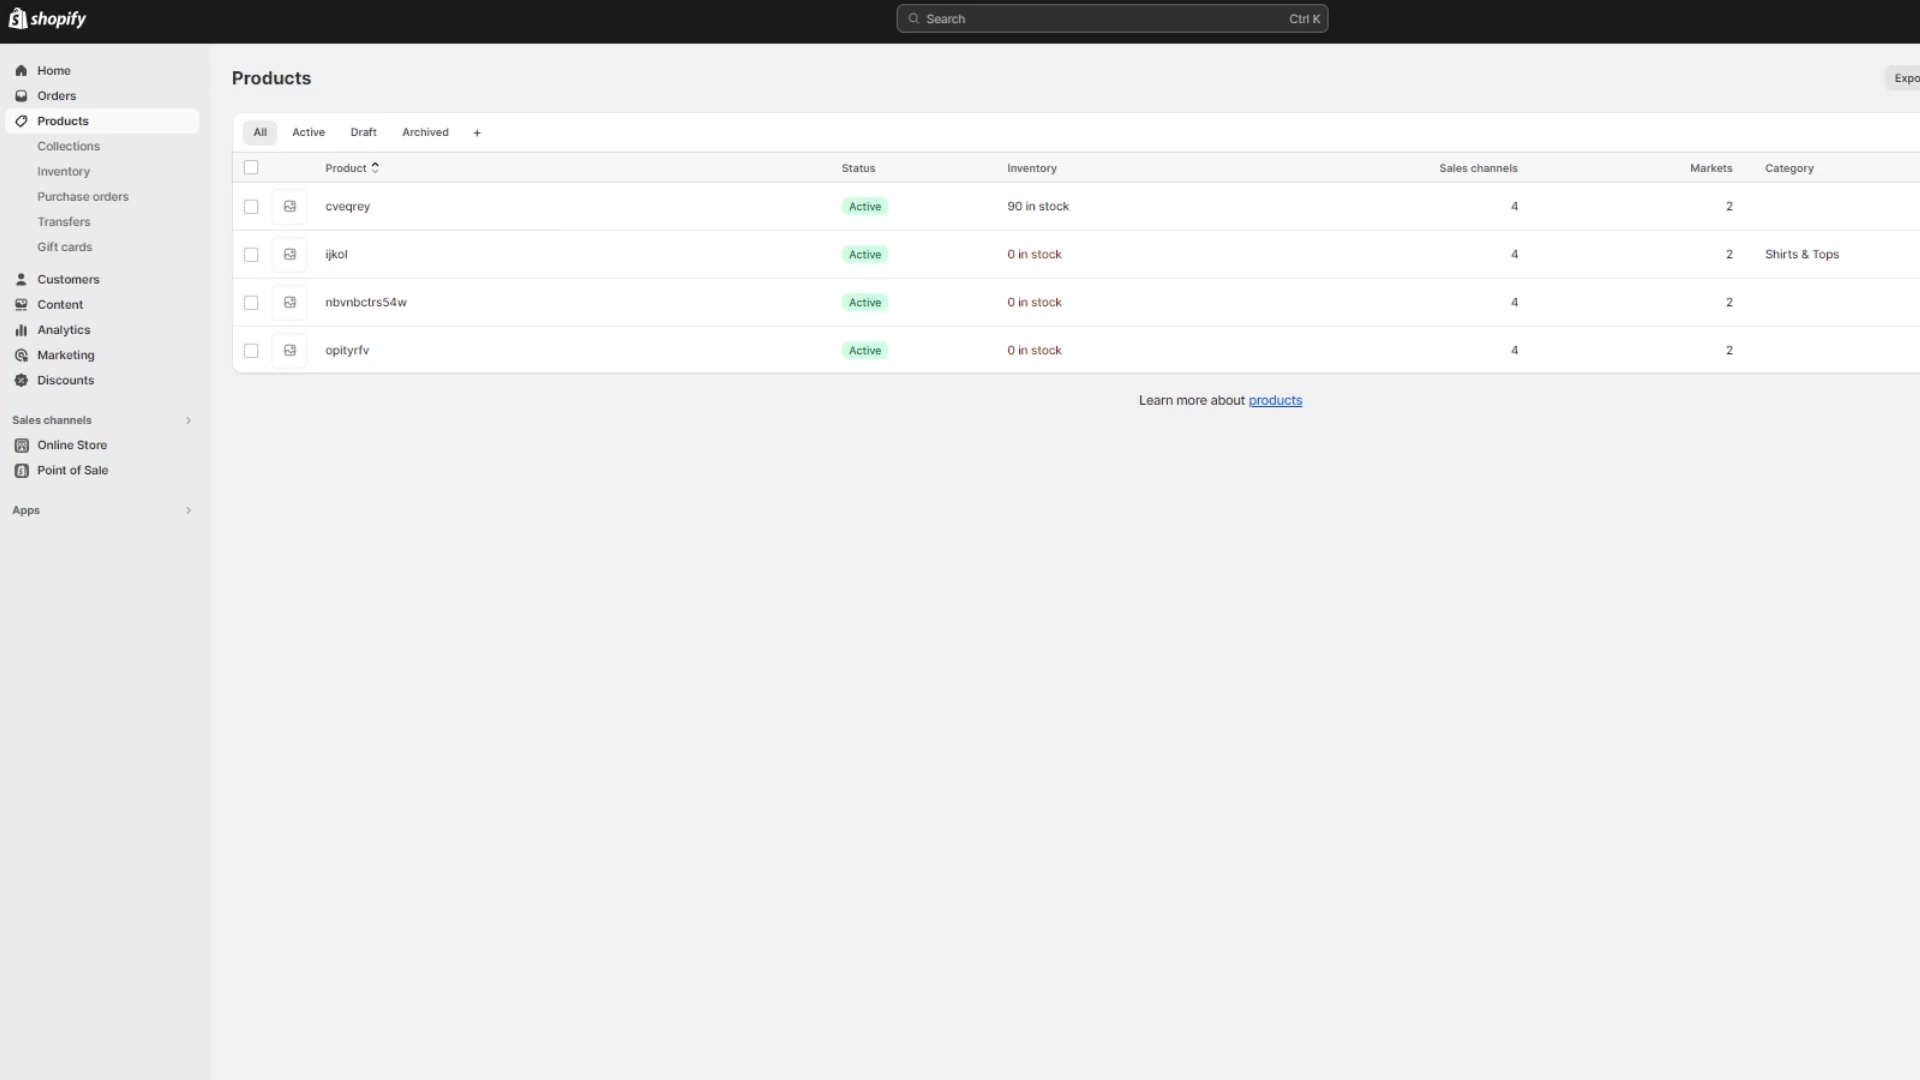 shopify
Search Ctrl K
Home
Orders
Products
Collections
Inventory
Purchase orders
Transfers
Gift cards
Customers
Content
Analytics
Marketing
Discounts
Sales channels
Online Store
Point of Sale
Apps
Products
Expo
All Active Draft Archived +
Product Status Inventory Sales channels Markets Category
cveqrey Active 90 in stock 4 2
ijkol Active 0 in stock 4 2 Shirts & Tops
nbvnbctrs54w Active 0 in stock 4 2
opityrfv Active 0 in stock 4 2
Learn more about products